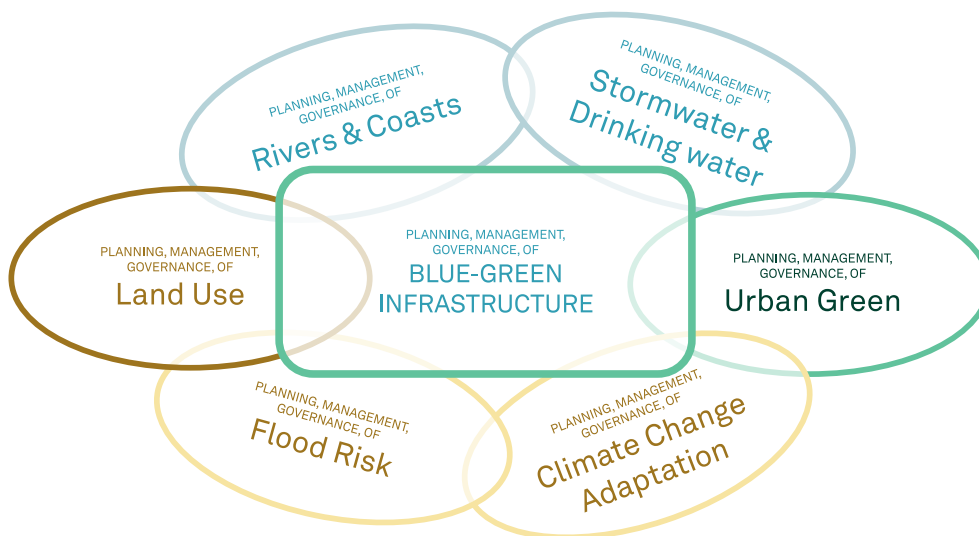 PLANNING, MANAGEMENT,
GOVERNANCE, OF
Rivers & Coasts
PLANNING, MANAGEMENT,
GOVERNANCE, OF
Stormwater &
Drinking water
PLANNING, MANAGEMENT,
GOVERNANCE, OF
Land Use
PLANNING, MANAGEMENT,
GOVERNANCE, OF
BLUE-GREEN
INFRASTRUCTURE
PLANNING, MANAGEMENT,
GOVERNANCE, OF
Urban Green
PLANNING, MANAGEMENT,
GOVERNANCE, OF
Flood Risk
PLANNING, MANAGEMENT,
GOVERNANCE, OF
Climate Change
Adaptation